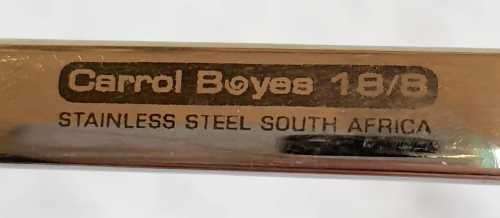 Carrol Boyes 18/8
STAINLESS STEEL SOUTH AFRICA